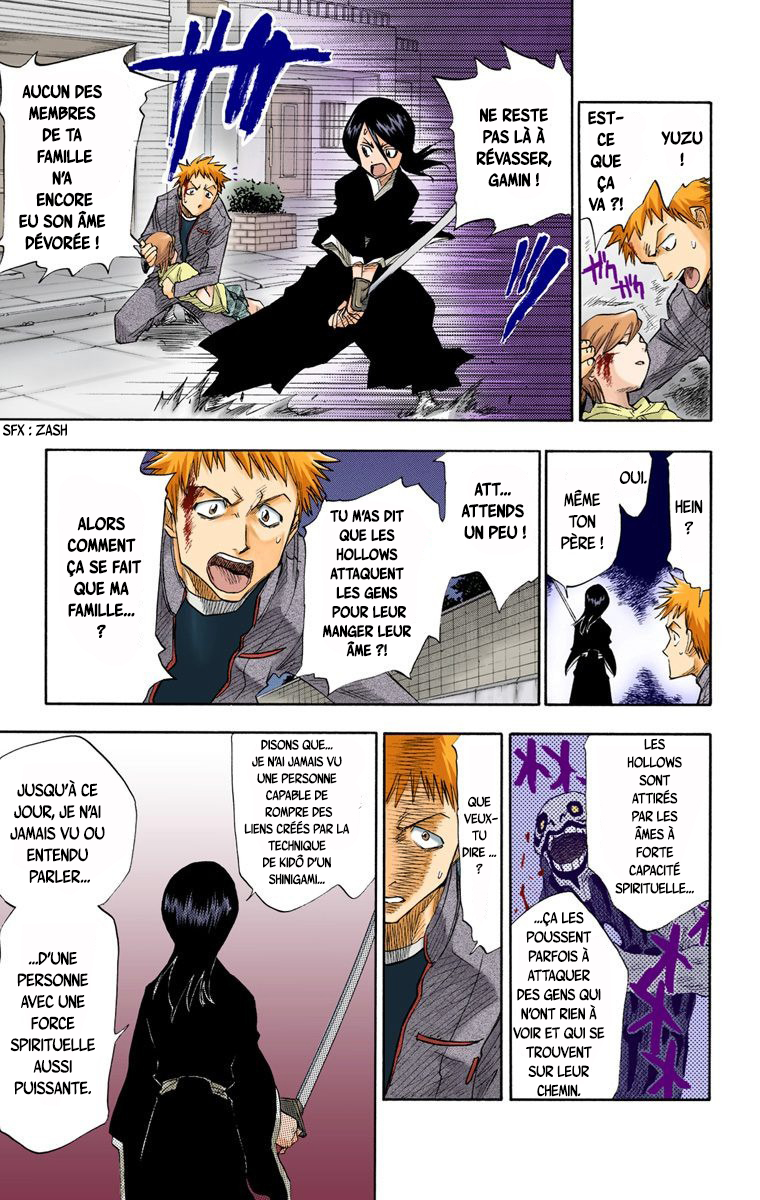 YUZU
!
EST-
CE
QUE
ÇA
VA ?!
ガク
ガク
NE RESTE
PAS LÀ À
RÉVASSER,
GAMIN !
AUCUN DES
MEMBRES
DE TA
FAMILLE
N'A
ENCORE
EU SON ÂME
DÉVORÉE !
SFX : ZASH
HEIN
?
OUI.
MÊME
TON
PÈRE !
ATT...
ATTENDS
UN PEU !
TU M'AS DIT
QUE LES
HOLLOWS
ATTAQUENT
LES GENS
POUR LEUR
MANGER LEUR
ÂME ?!
ALORS
COMMENT
ÇA SE FAIT
QUE MA
FAMILLE...
?
LES
HOLLOWS
SONT
ATTIRÉS
PAR LES
ÂMES À
FORTE
CAPACITÉ
SPIRITUELLE...
...ÇA LES
POUSSENT
PARFOIS À
ATTAQUER
DES GENS QUI
N'ONT RIEN À
VOIR ET QUI SE
TROUVENT
SUR LEUR
CHEMIN.
QUE
VEUX-
TU
DIRE ...
?
DISONS QUE...
JE N'AI JAMAIS VU
UNE PERSONNE
CAPABLE DE
ROMPRE DES
LIENS CRÉÉS PAR LA
TECHNIQUE
DE KIDÔ D'UN
SHINIGAMI...
JUSQU'À CE
JOUR, JE N'AI
JAMAIS VU OU
ENTENDU
PARLER...
...D'UNE
PERSONNE
AVEC UNE
FORCE
SPIRITUELLE
AUSSI
PUISSANTE.